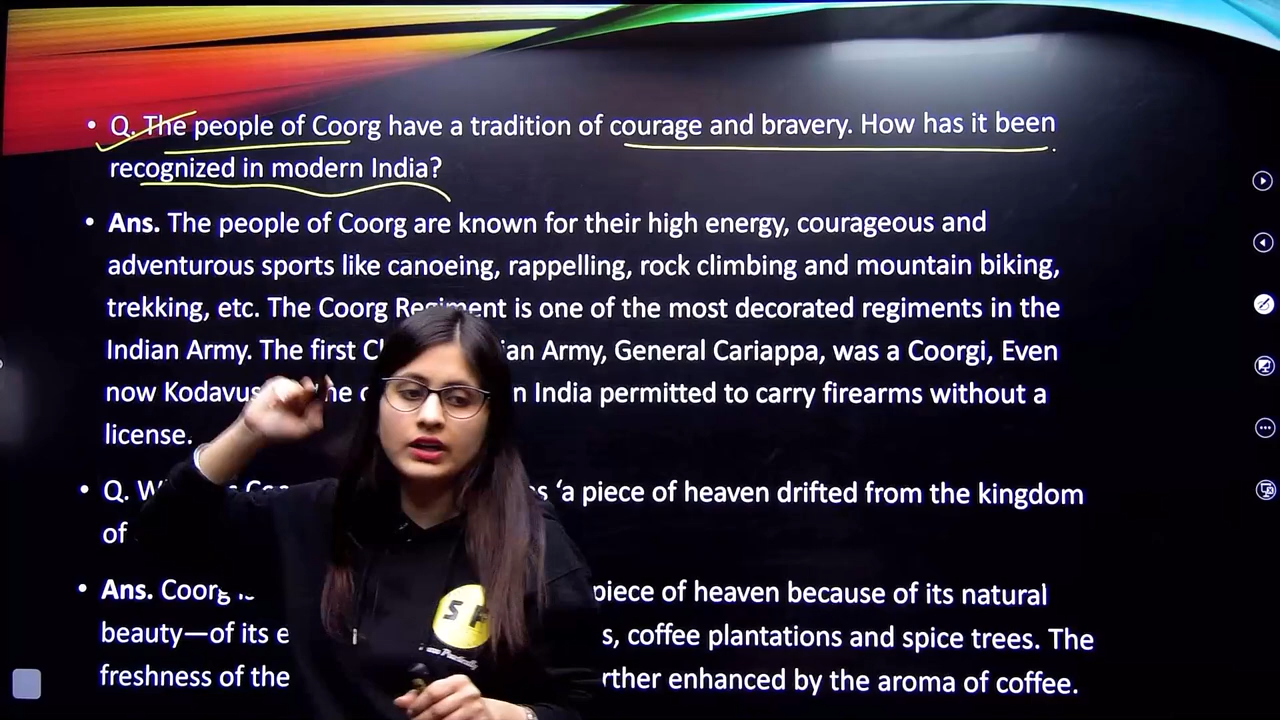 • Q. The people of Coorg have a tradition of courage and bravery. How has it been
recognized in modern India?
• Ans. The people of Coorg are known for their high energy, courageous and
adventurous sports like canoeing, rappelling, rock climbing and mountain biking,
trekking, etc. The Coorg Regiment is one of the most decorated regiments in the
Indian Army. The first Army, General Cariappa, was a Coorgi, Even
now Kodavus India permitted to carry firearms without a
license.
• Q. ‘a piece of heaven drifted from the kingdom
of
• Ans. Coorg piece of heaven because of its natural
beauty—of its coffee plantations and spice trees. The
freshness of the enhanced by the aroma of coffee.
S P